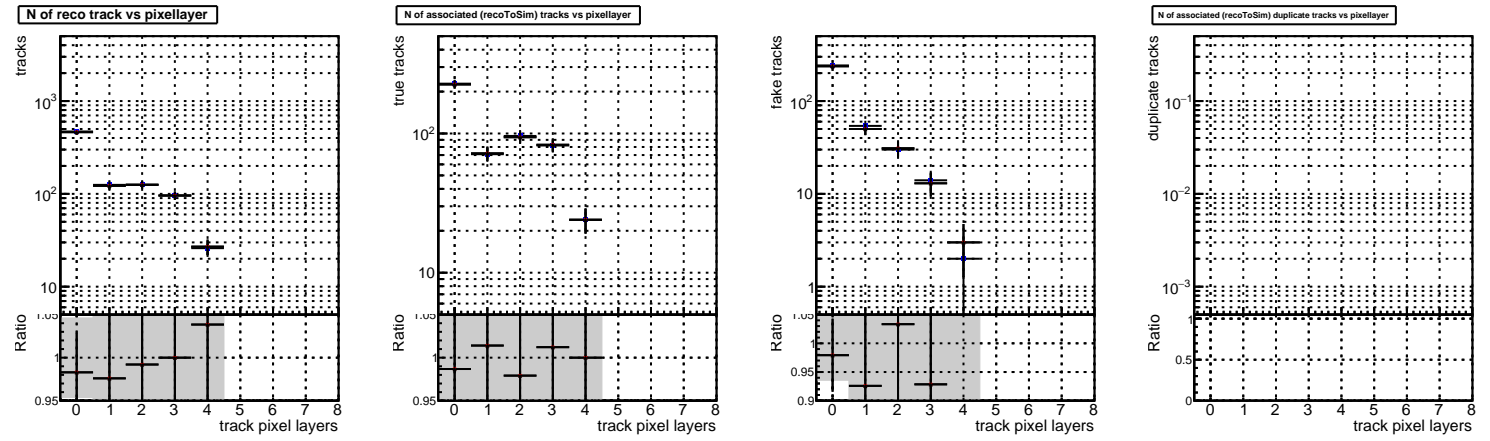 N of reco track vs pixellayer
tracks
10³
10²
10
Ratio
1.05
1
0.95
0 1 2 3 4 5 6 7 8
track pixel layers
N of associated (recoToSim) tracks vs pixellayer
true tracks
10²
10
Ratio
1.05
1
0.95
0 1 2 3 4 5 6 7 8
track pixel layers
fake tracks
10²
10
1
Ratio
1.05
1
0.95
0.9
0 1 2 3 4 5 6 7 8
track pixel layers
N of associated (recoToSim) duplicate tracks vs pixellayer
duplicate tracks
10⁻¹
10⁻²
10⁻³
Ratio
1
0.5
0
0 1 2 3 4 5 6 7 8
track pixel layers